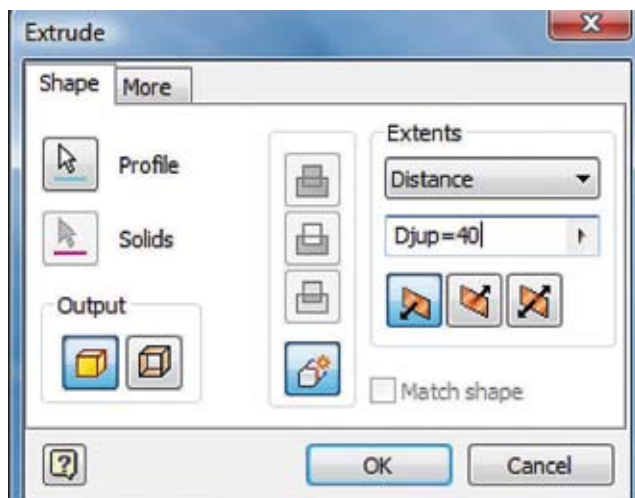 Extrude
Shape More
Profile
Solids
Output
Extents
Distance
Djup=40
Match shape
OK Cancel